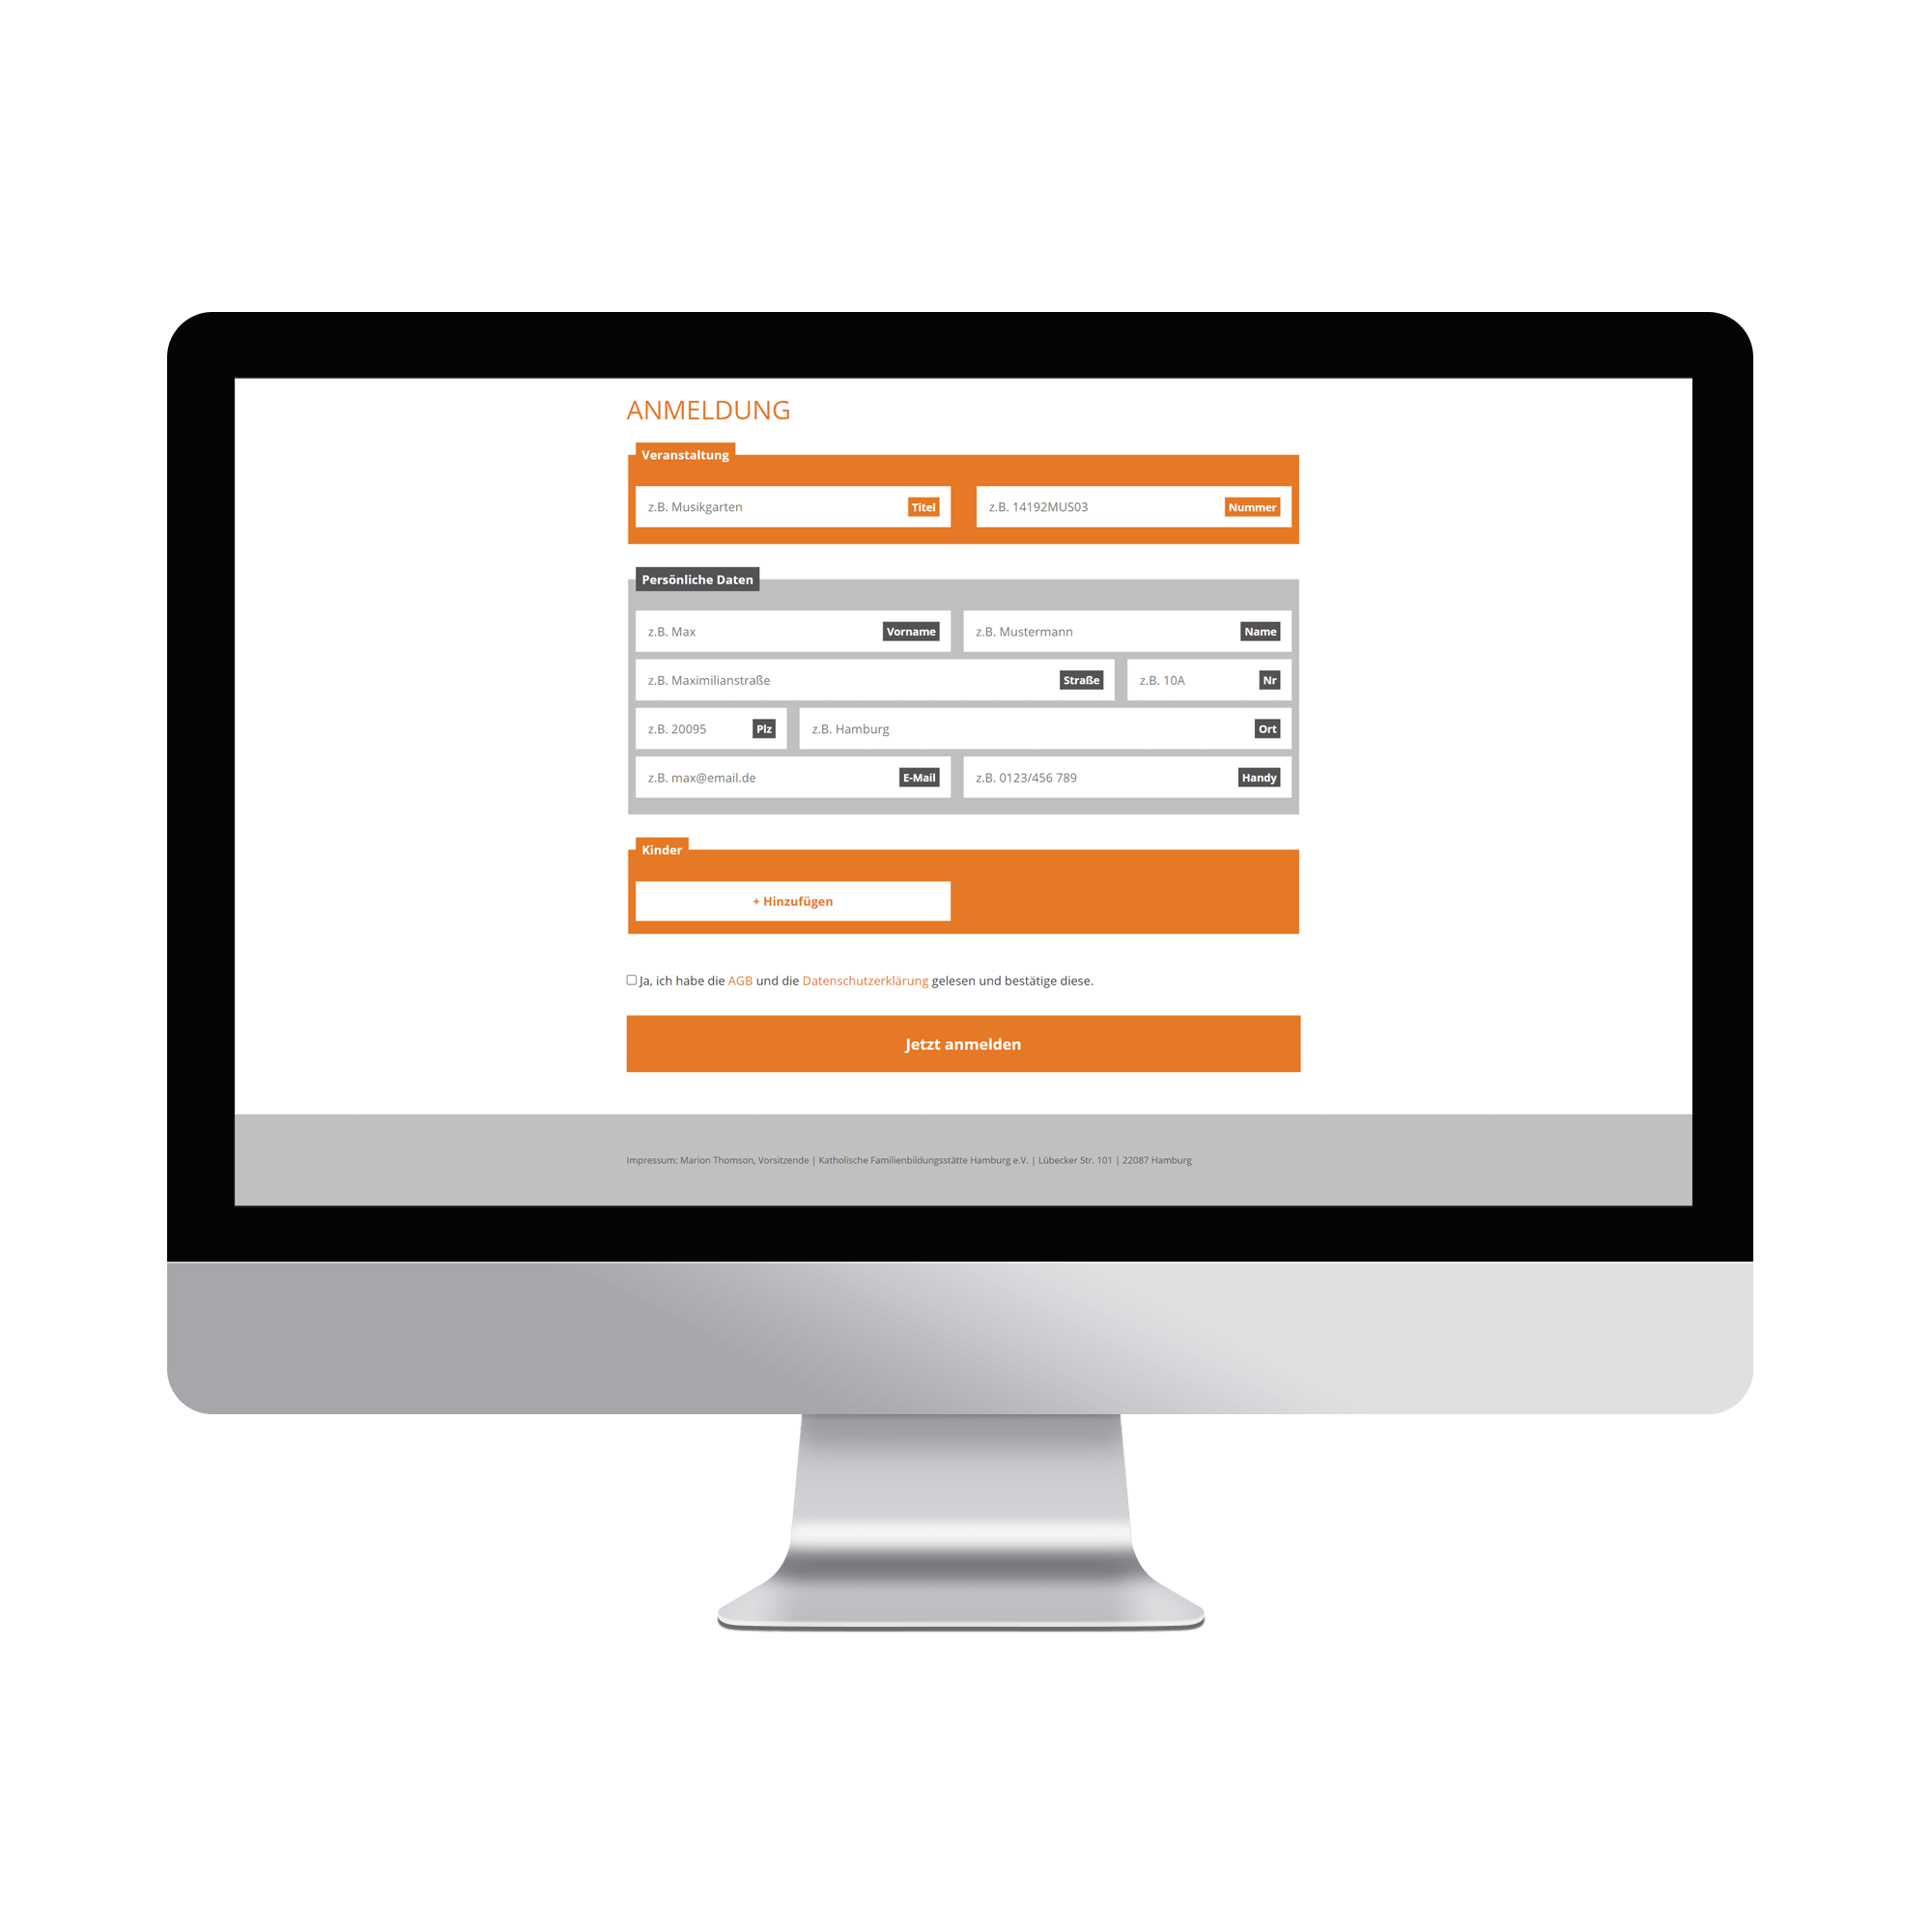 ANMELDUNG
Veranstaltung
z.B. Musikgarten Titel z.B. 14192MUS03 Nummer
Persönliche Daten
z.B. Max Vorname z.B. Mustermann Name
z.B. Maximilianstraße Straße z.B. 10A Nr
z.B. 20095 Plz z.B. Hamburg Ort
z.B. max@email.de E-Mail z.B. 0123/456 789 Handy
Kinder
+ Hinzufügen
Ja, ich habe die AGB und die Datenschutzerklärung gelesen und bestätige diese.
Jetzt anmelden
Impressum: Marion Thomson, Vorsitzende | Katholische Familienbildungsstätte Hamburg e.V. | Lübecker Str. 101 | 22087 Hamburg